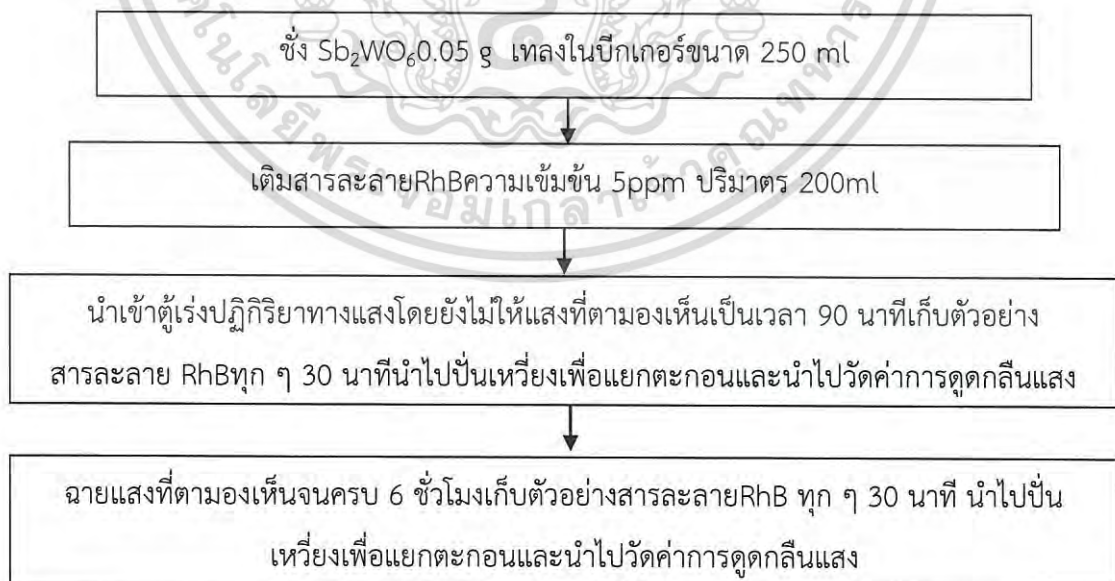 ชั่ง Sb₂WO₆0.05 g เทลงในบีกเกอร์ขนาด 250 ml
เติมสารละลายRhBความเข้มข้น 5ppm ปริมาตร 200ml
นำเข้าตู้เร่งปฏิกิริยาทางแสงโดยยังไม่ให้แสงที่ตามองเห็นเป็นเวลา 90 นาทีเก็บตัวอย่าง
สารละลาย RhBทุก ๆ 30 นาทีนำไปปั่นเหวี่ยงเพื่อแยกตะกอนและนำไปวัดค่าการดูดกลืนแสง
ฉายแสงที่ตามองเห็นจนครบ 6 ชั่วโมงเก็บตัวอย่างสารละลายRhB ทุก ๆ 30 นาที นำไปปั่น
เหวี่ยงเพื่อแยกตะกอนและนำไปวัดค่าการดูดกลืนแสง